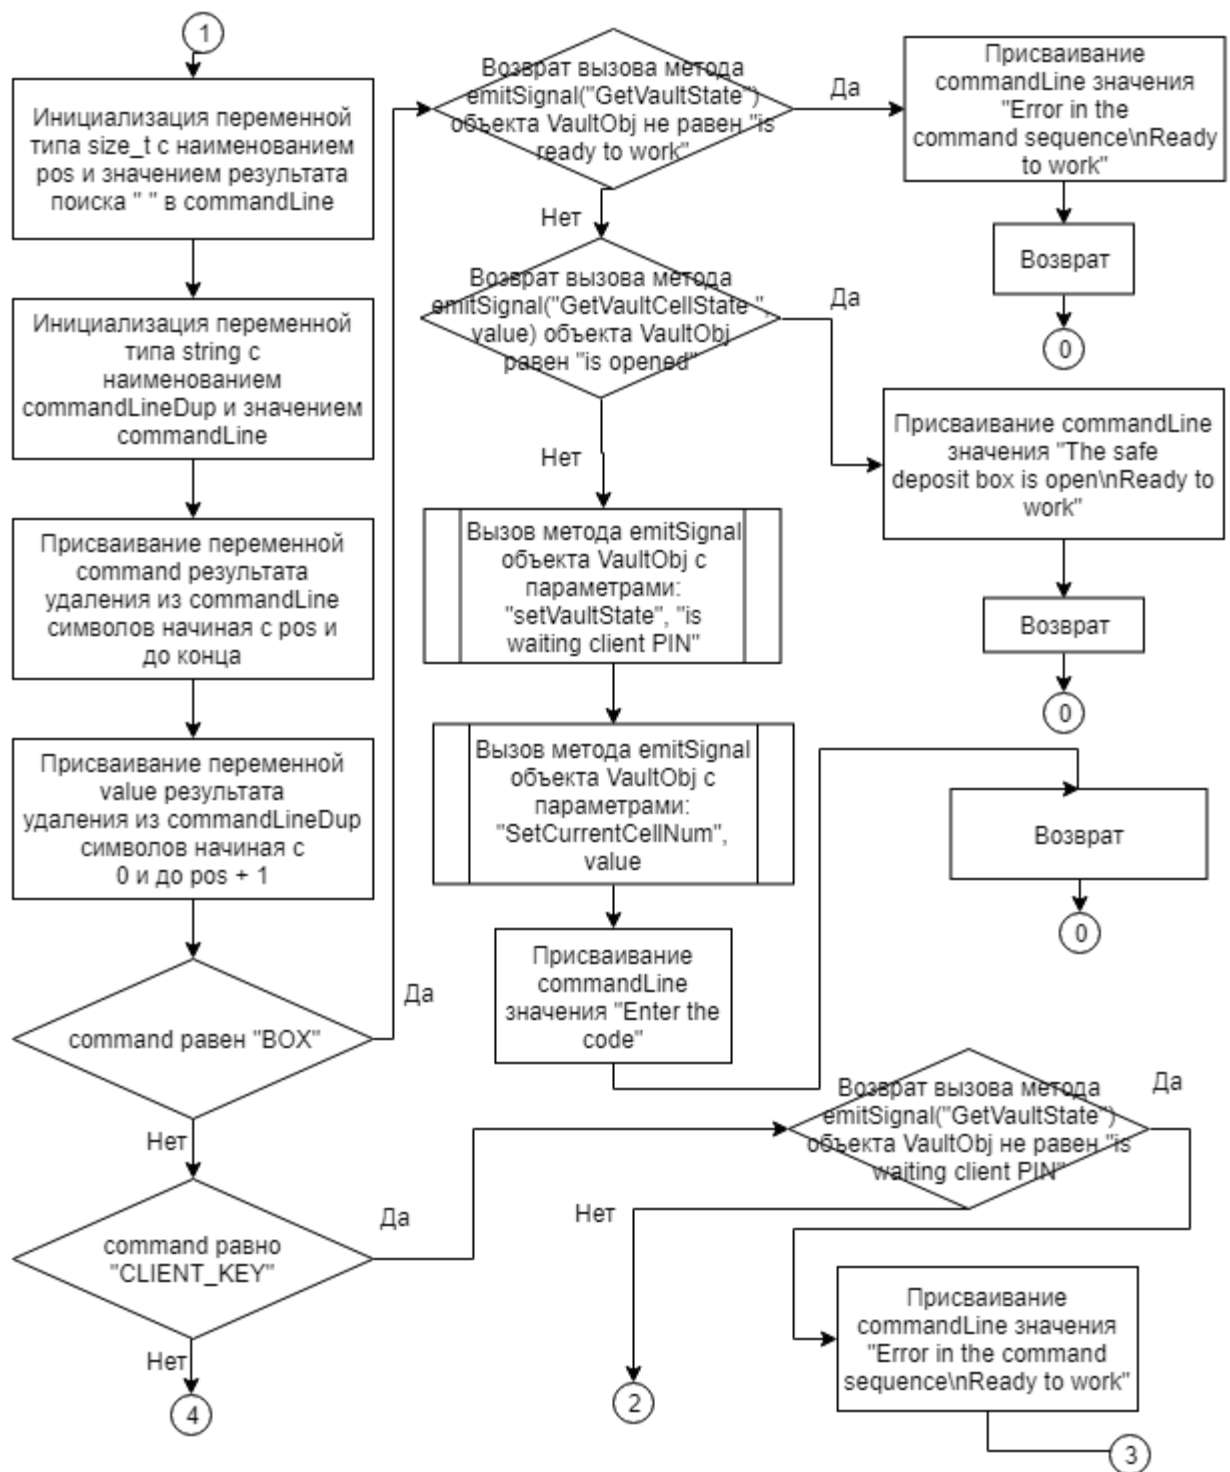 1
Инициализация переменной
типа size_t с наименованием
pos и значением результата
поиска " " в commandLine
Инициализация переменной
типа string с
наименованием
commandLineDup и значением
commandLine
Присваивание переменной
command результата
удаления из commandLine
символов начиная с pos и
до конца
Присваивание переменной
value результата
удаления из commandLineDup
символов начиная с
0 и до pos + 1
command равен "BOX"
Да
Нет
command равно
"CLIENT_KEY"
Да
Нет
4
Возврат вызова метода
emitSignal("GetVaultState")
объекта VaultObj не равен "is
ready to work"
Да
Нет
Присваивание
commandLine значения
"Error in the
command sequence\nReady
to work"
Возврат
0
Возврат вызова метода
emitSignal("GetVaultCellState ",
value) объекта VaultObj
равен "is opened"
Да
Нет
Присваивание commandLine
значения "The safe
deposit box is open\nReady to
work"
Возврат
0
Вызов метода emitSignal
объекта VaultObj с
параметрами:
"setVaultState", "is
waiting client PIN"
Вызов метода emitSignal
объекта VaultObj с
параметрами:
"SetCurrentCellNum",
value
Присваивание
commandLine
значения "Enter the
code"
Возврат
0
Возврат вызова метода
emitSignal("GetVaultState")
объекта VaultObj не равен "is
waiting client PIN"
Да
Нет
2
Присваивание
commandLine значения
"Error in the command
sequence\nReady to work"
3